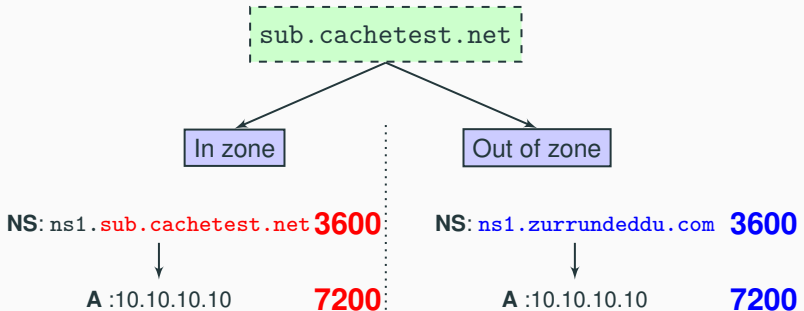 sub.cachetest.net
In zone
Out of zone
NS: ns1.sub.cachetest.net 3600
NS: ns1.zurrundeddu.com 3600
A :10.10.10.10 7200
A :10.10.10.10 7200